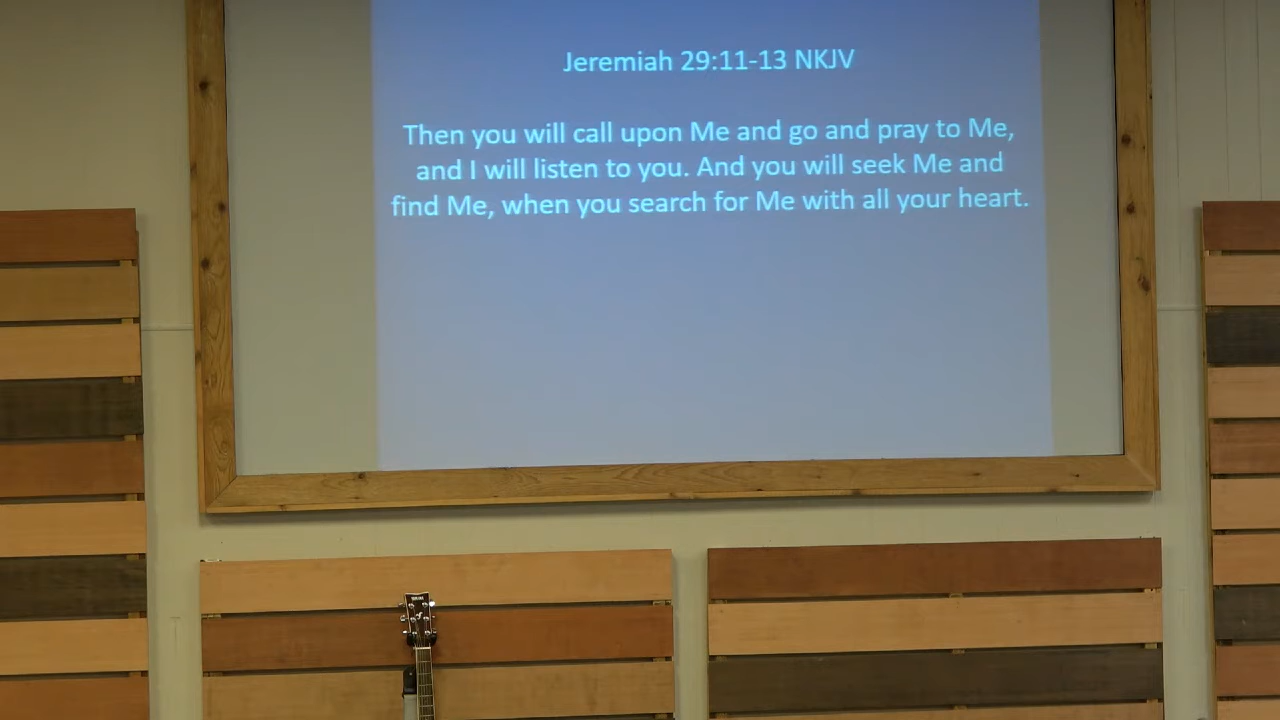 Jeremiah 29:11-13 NKJV
Then you will call upon Me and go and pray to Me,
and I will listen to you. And you will seek Me and
find Me, when you search for Me with all your heart.